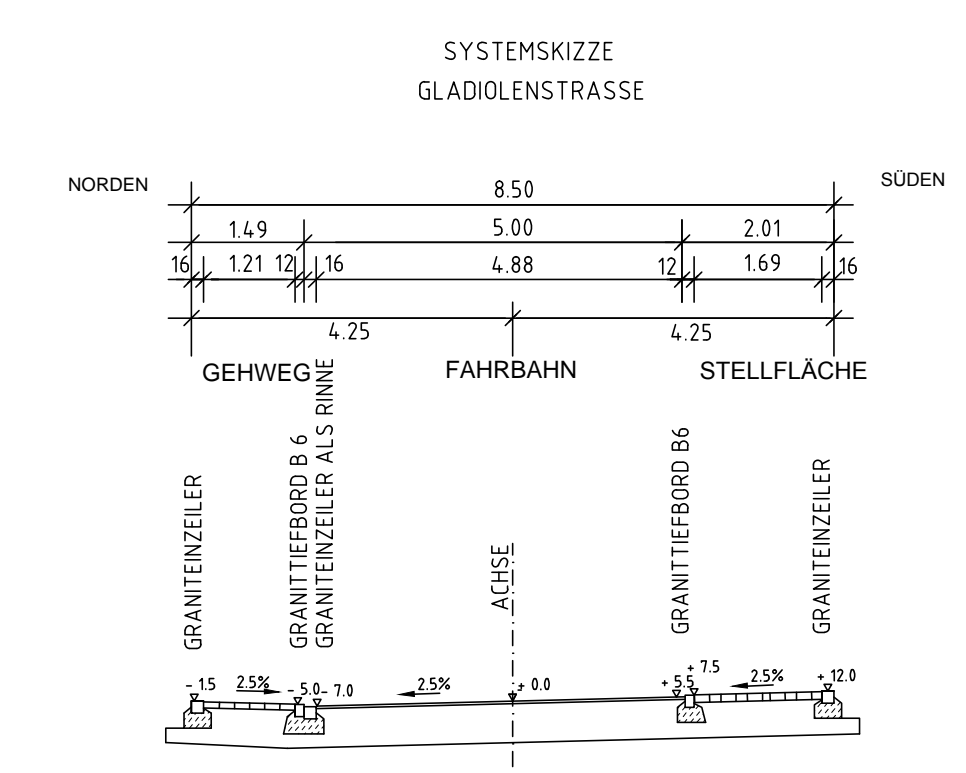 SYSTEMSKIZZE
GLADIOLENSTRASSE
NORDEN
SÜDEN
8.50
1.49 5.00 2.01
16 1.21 12 16 4.88 12 1.69 16
4.25 4.25
GEHWEG FAHRBAHN STELLFLÄCHE
GRANITEINZEILER
GRANITTIEFBORD B 6
GRANITEINZEILER ALS RINNE
ACHSE
GRANITTIEFBORD B6
GRANITEINZEILER
- 1.5 2.5% - 5.0 - 7.0 2.5% + 0.0 + 5.5 + 7.5 2.5% + 12.0